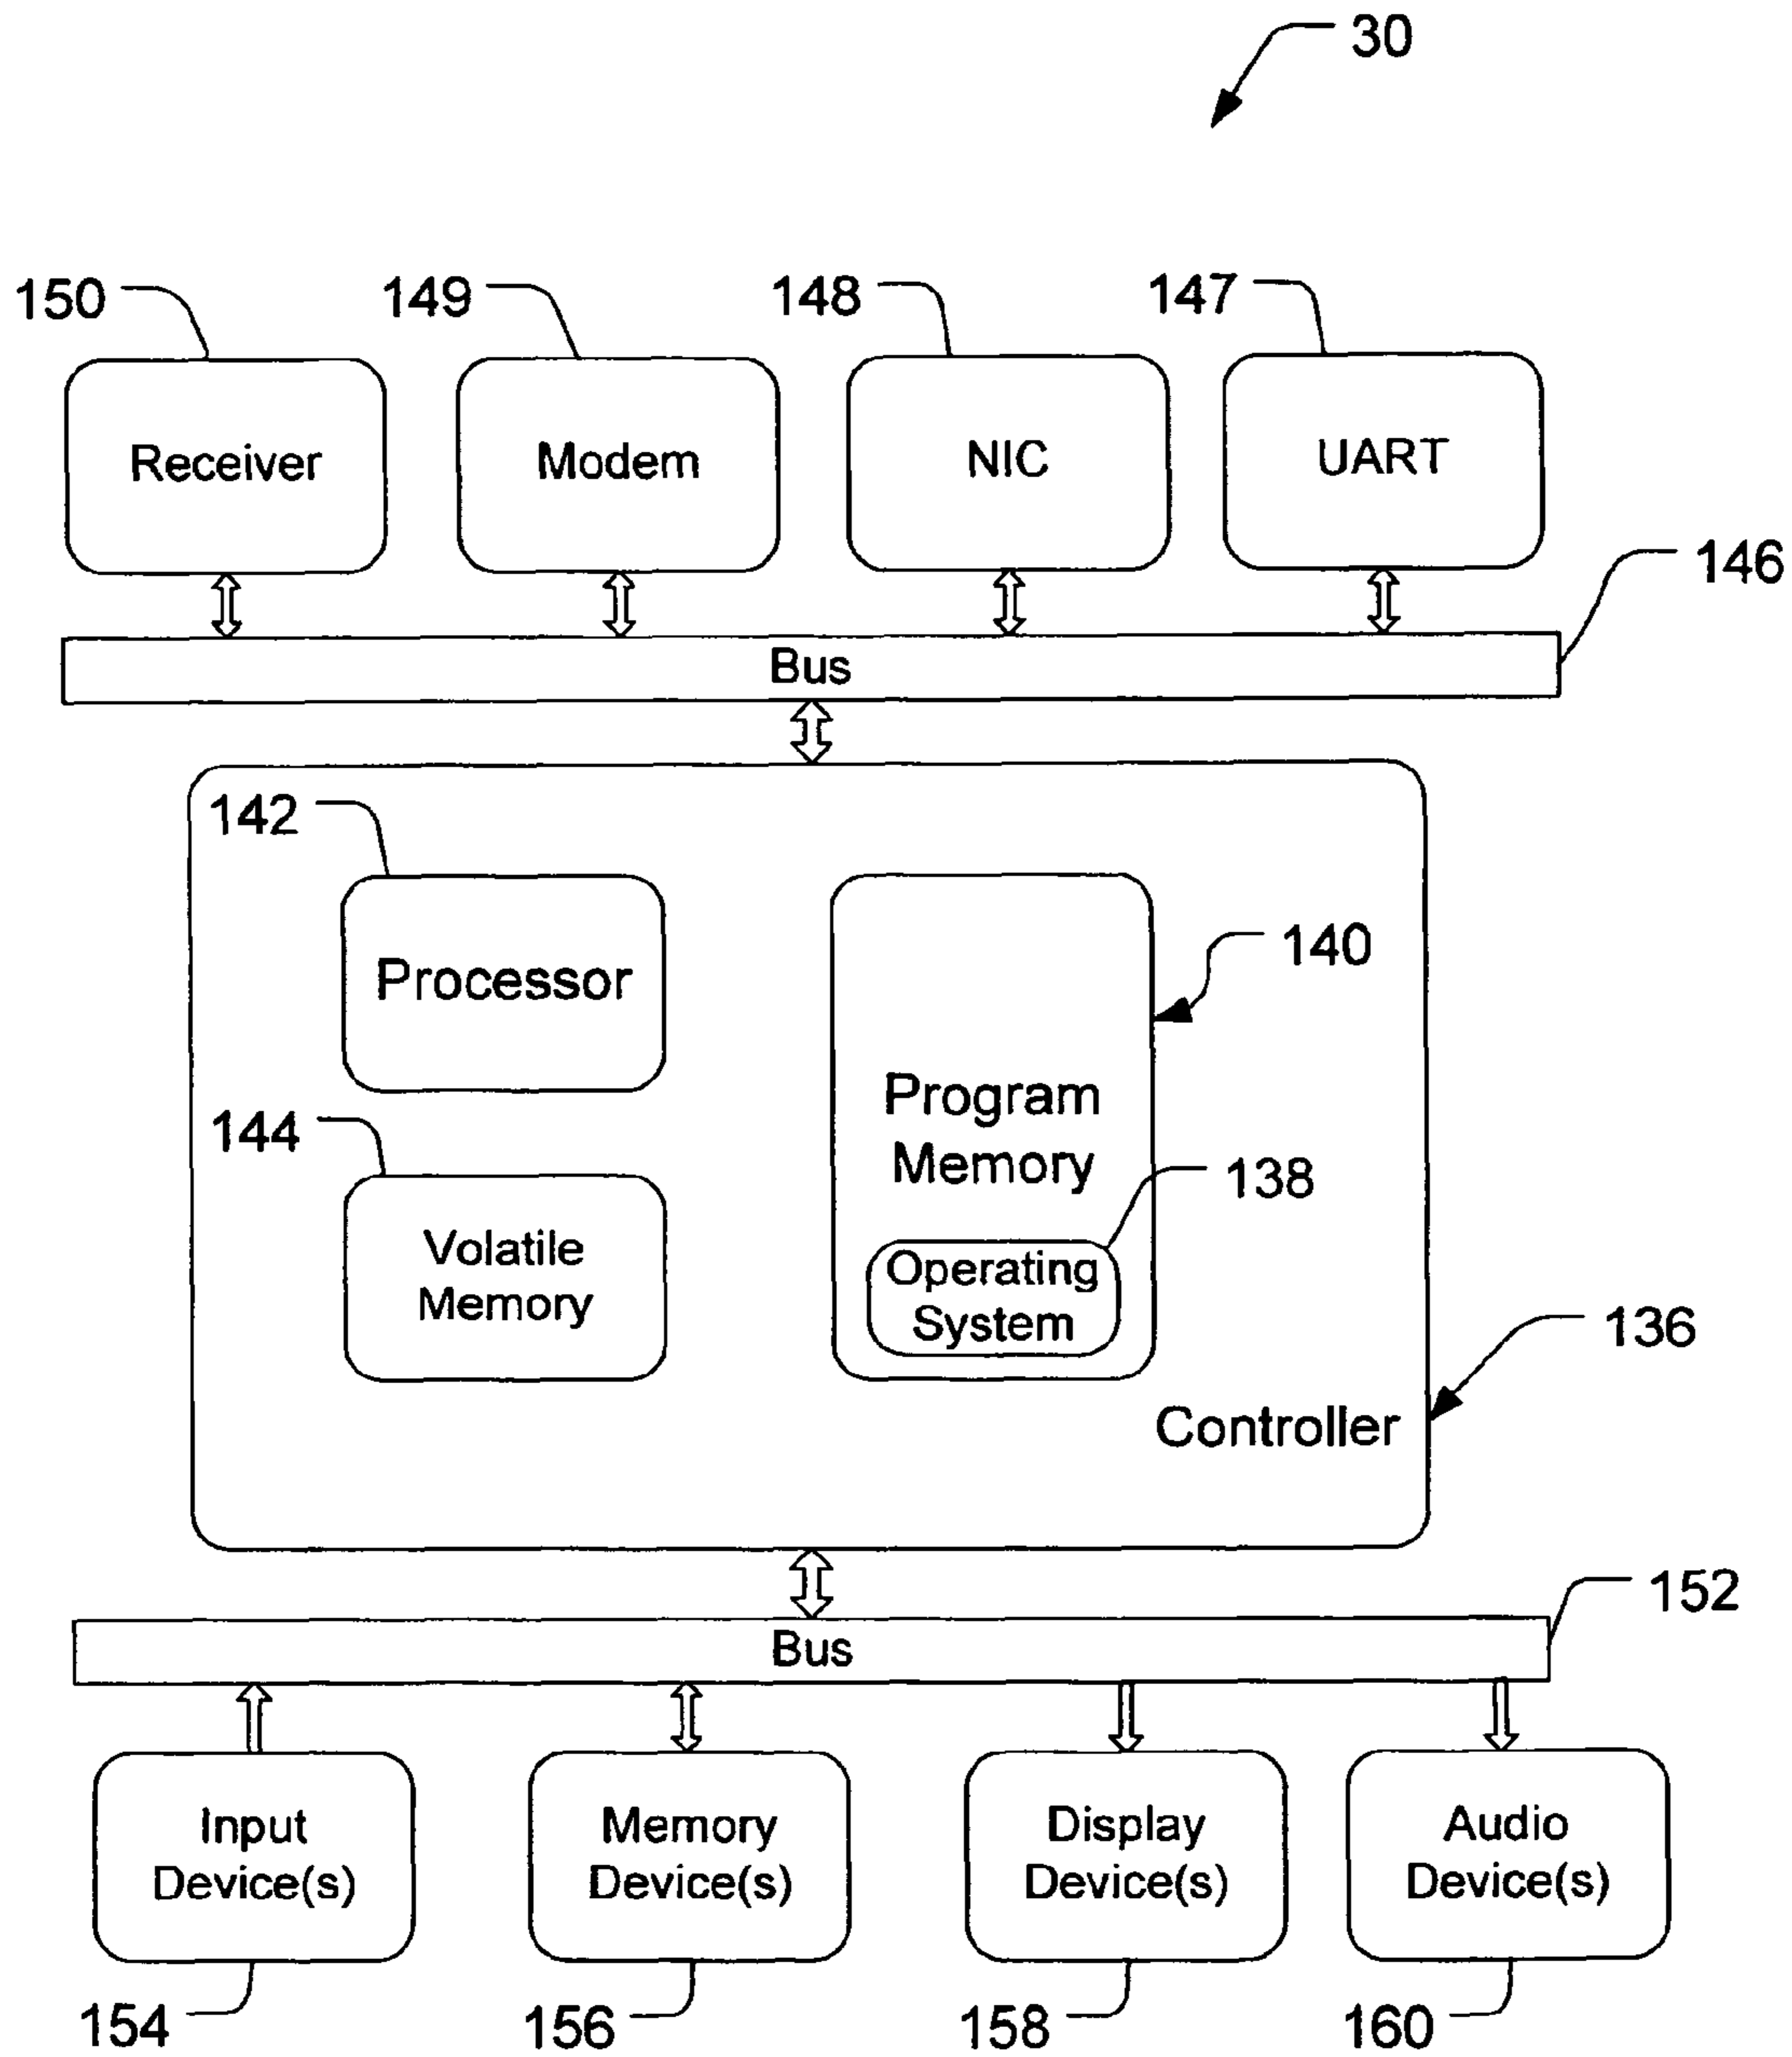 30
150
149
148
147
Receiver
Modem
NIC
UART
146
Bus
142
Processor
140
Program
Memory
144
138
Volatile
Memory
Operating
System
136
Controller
152
Bus
Input
Device(s)
Memory
Device(s)
Display
Device(s)
Audio
Device(s)
154
156
158
160